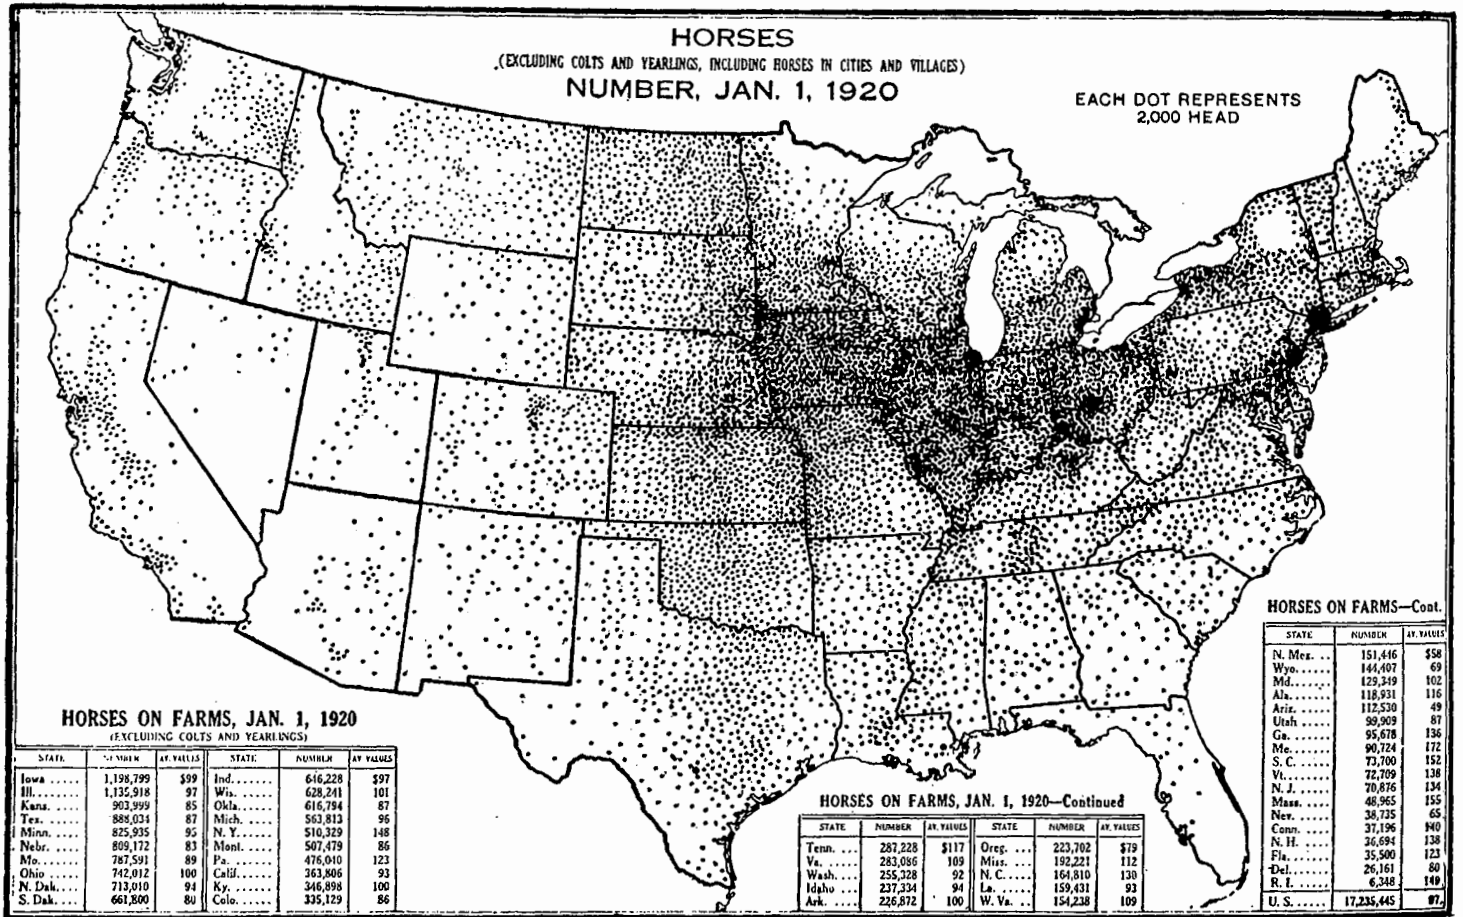 HORSES
(EXCLUDING COLTS AND YEARLINGS, INCLUDING HORSES IN CITIES AND VILLAGES)
NUMBER, JAN. 1, 1920
EACH DOT REPRESENTS
2,000 HEAD
HORSES ON FARMS, JAN. 1, 1920
(EXCLUDING COLTS AND YEARLINGS)
STATE NUMBER AV. VALUES STATE NUMBER AV. VALUES
Iowa ..... 1,198,799 $99 Ind....... 646,228 $97
Ill........ 1,135,918 97 Wis....... 628,241 101
Kans. ..... 903,999 85 Okla...... 616,794 87
Tex. ...... 888,034 87 Mich. ..... 563,813 96
Minn. .... 825,935 95 N. Y....... 510,329 148
Nebr. ..... 809,172 83 Mont. ..... 507,479 86
Mo. ....... 787,591 89 Pa. ....... 476,040 123
Ohio ..... 742,012 100 Calif...... 363,806 93
N. Dak.... 713,010 94 Ky. ....... 346,898 100
S. Dak.... 661,800 80 Colo. ..... 335,129 86
HORSES ON FARMS, JAN. 1, 1920—Continued
STATE NUMBER AV. VALUES STATE NUMBER AV. VALUES
Tenn. ... 287,228 $117 Oreg. ... 223,702 $79
Va. ..... 283,086 109 Miss. .... 192,221 112
Wash. ... 255,328 92 N. C. .... 164,810 130
Idaho ... 237,334 94 La. ...... 159,431 93
Ark. .... 226,872 100 W. Va. .. 154,238 109
HORSES ON FARMS—Cont.
STATE NUMBER AV. VALUES
N. Mex. .. 151,446 $58
Wyo. ..... 144,407 69
Md. ...... 129,349 102
Ala. ...... 118,931 116
Ariz. ..... 112,530 49
Utah ..... 99,909 87
Ga. ...... 95,678 136
Me. ...... 90,724 172
S. C. ..... 73,700 152
Vt. ...... 72,709 138
N. J. ..... 70,876 134
Mass. .... 48,965 155
Nev. ..... 38,735 65
Conn. .... 37,196
N. H. .... 36,694 138
Fla. ...... 35,500 123
Del. ...... 26,161 80
R. I. ..... 6,348 149
U. S. ..... 17,235,445 97